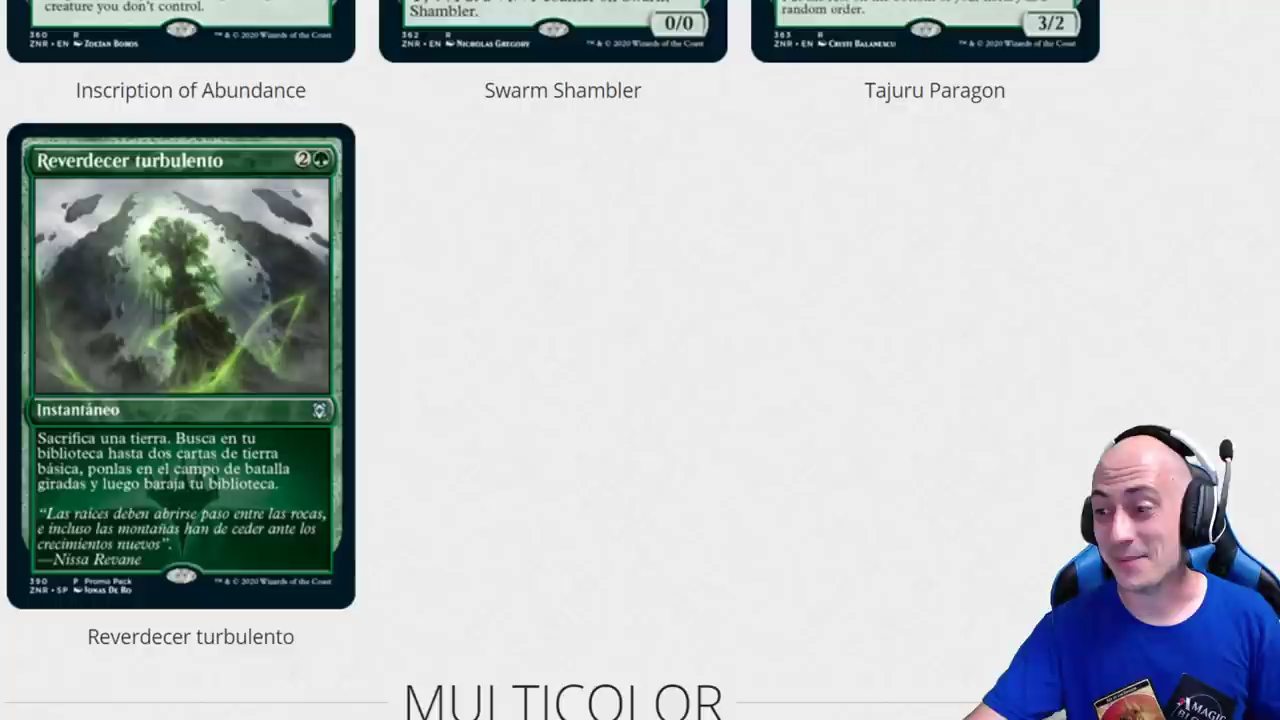 creature you don't control.
360 R
ZNR • EN Zoltan Boros
™ & © 2020 Wizards of the Coast
Shambler.
0/0
362 R
ZNR • EN Nicholas Gregory
™ & © 2020 Wizards of the Coast
random order.
3/2
363 R
ZNR • EN Cristi Balanescu
™ & © 2020 Wizards of the Coast
Inscription of Abundance
Swarm Shambler
Tajuru Paragon
Reverdecer turbulento
2
Instantáneo
Sacrifica una tierra. Busca en tu
biblioteca hasta dos cartas de tierra
básica, ponlas en el campo de batalla
giradas y luego baraja tu biblioteca.
“Las raíces deben abrirse paso entre las rocas,
e incluso las montañas han de ceder ante los
crecimientos nuevos”.
—Nissa Revane
390 P Promo Pack
ZNR • SP Jonas De Ro
™ & © 2020 Wizards of the Coast
Reverdecer turbulento
MULTICOLOR
MAGIC